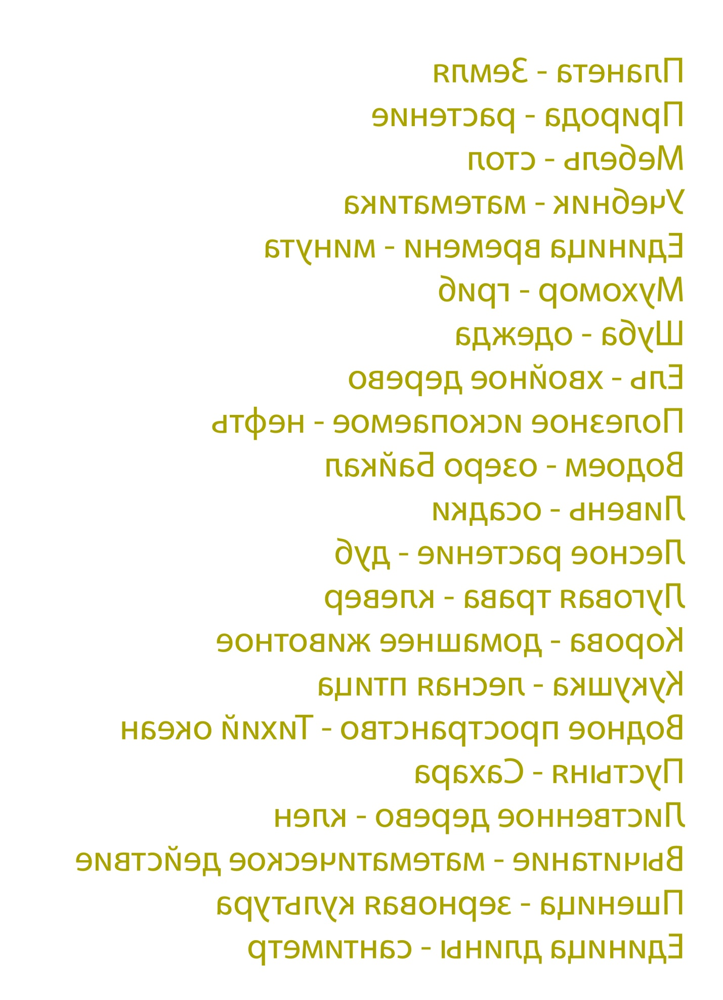 Планета - Земля
Природа - растение
Мебель - стол
Учебник - математика
Единица времени - минута
Мухомор - гриб
Шуба - одежда
Ель - хвойное дерево
Полезное ископаемое - нефть
Водоем - озеро Байкал
Ливень - осадки
Лесное растение - дуб
Луговая трава - клевер
Корова - домашнее животное
Кукушка - лесная птица
Водное пространство - Тихий океан
Пустыня - Сахара
Лиственное дерево - клен
Вычитание - математическое действие
Пшеница - зерновая культура
Единица длины - сантиметр